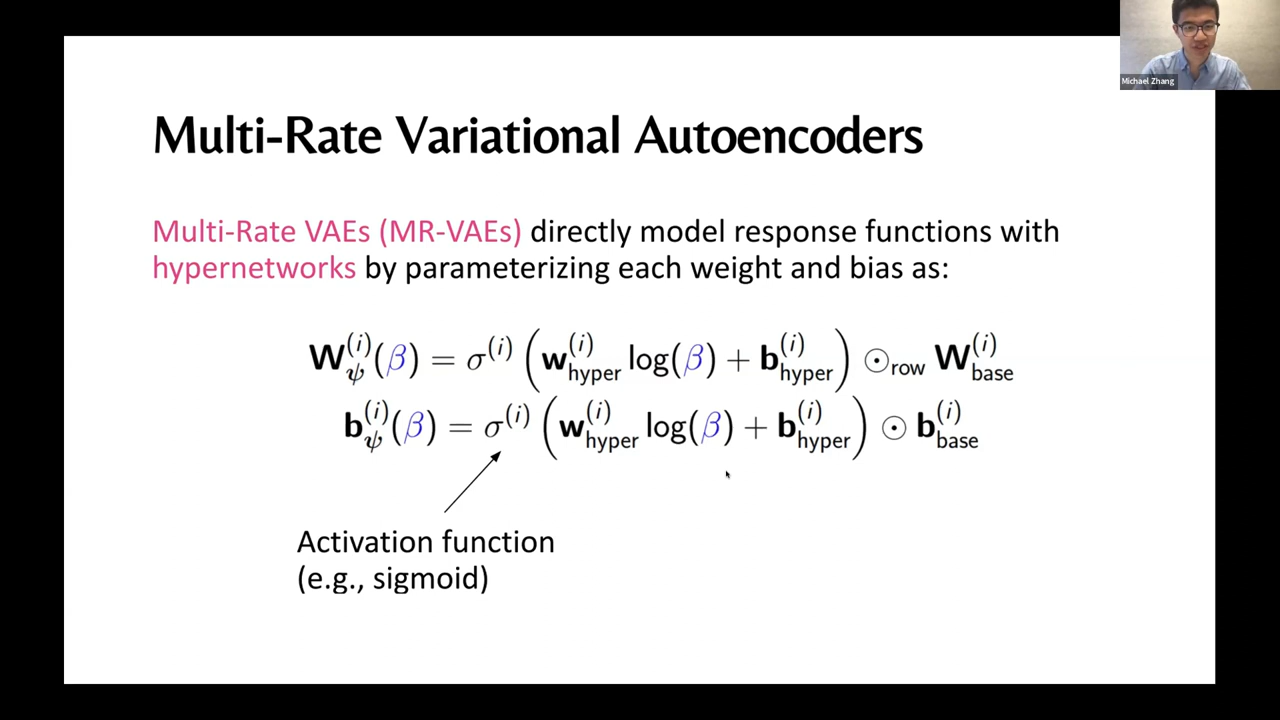 Michael Zhang
Multi-Rate Variational Autoencoders
Multi-Rate VAEs (MR-VAEs) directly model response functions with
hypernetworks by parameterizing each weight and bias as:
𝐖_𝝍^(i)(β) = σ^(i) (𝐰_hyper^(i) log(β) + 𝐛_hyper^(i)) ⊙_row 𝐖_base^(i)
𝐛_𝝍^(i)(β) = σ^(i) (𝐰_hyper^(i) log(β) + 𝐛_hyper^(i)) ⊙ 𝐛_base^(i)
Activation function
(e.g., sigmoid)